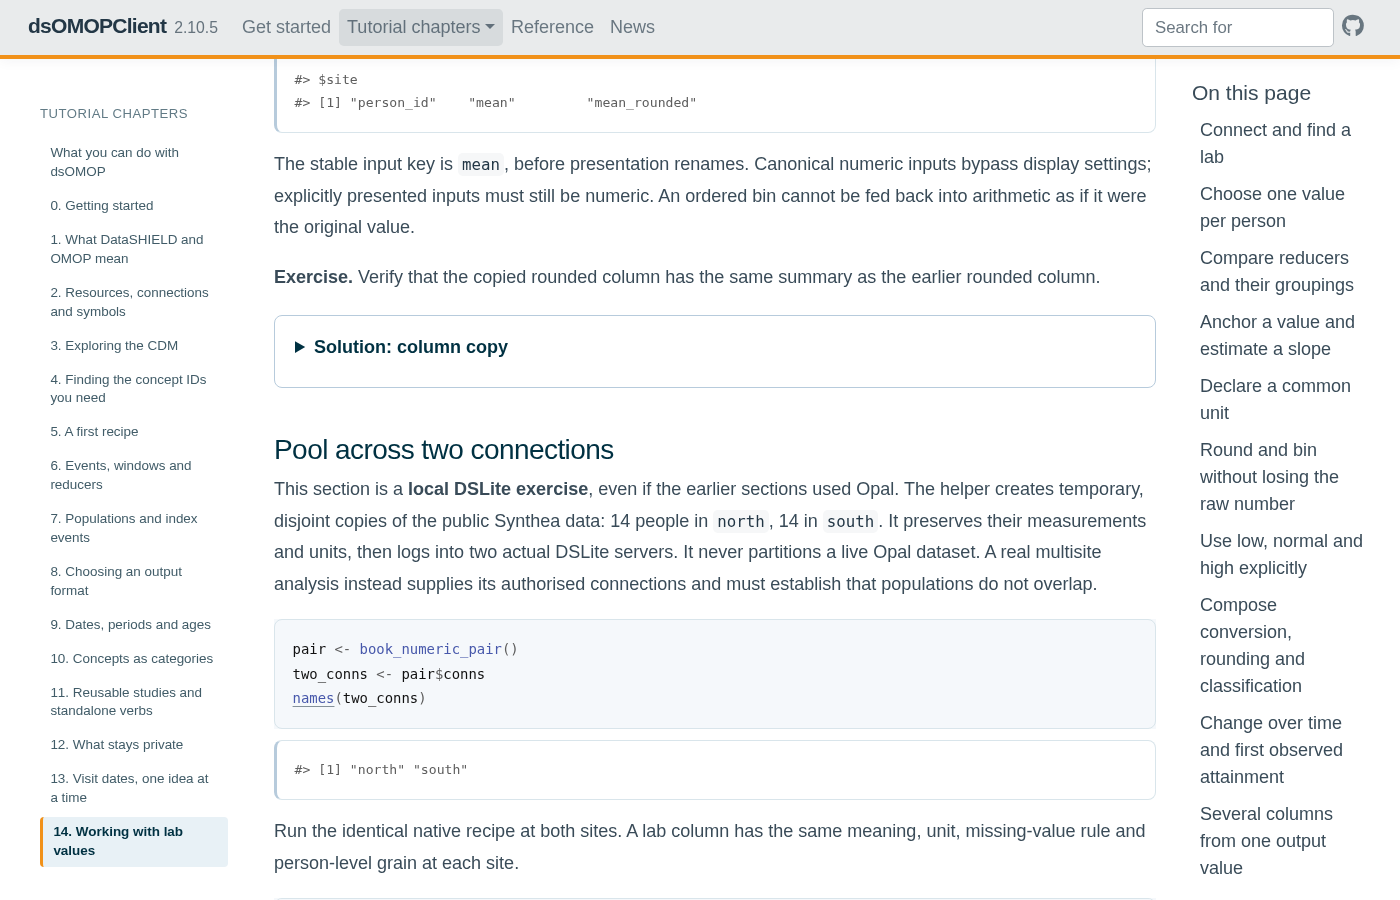 dsOMOPClient 2.10.5 Get started Tutorial chapters Reference News Search for
TUTORIAL CHAPTERS
What you can do with
dsOMOP
0. Getting started
1. What DataSHIELD and
OMOP mean
2. Resources, connections
and symbols
3. Exploring the CDM
4. Finding the concept IDs
you need
5. A first recipe
6. Events, windows and
reducers
7. Populations and index
events
8. Choosing an output
format
9. Dates, periods and ages
10. Concepts as categories
11. Reusable studies and
standalone verbs
12. What stays private
13. Visit dates, one idea at
a time
14. Working with lab
values
#> $site
#> [1] "person_id"    "mean"         "mean_rounded"
The stable input key is mean, before presentation renames. Canonical numeric inputs bypass display settings;
explicitly presented inputs must still be numeric. An ordered bin cannot be fed back into arithmetic as if it were
the original value.
Exercise. Verify that the copied rounded column has the same summary as the earlier rounded column.
Solution: column copy
Pool across two connections
This section is a local DSLite exercise, even if the earlier sections used Opal. The helper creates temporary,
disjoint copies of the public Synthea data: 14 people in north, 14 in south. It preserves their measurements
and units, then logs into two actual DSLite servers. It never partitions a live Opal dataset. A real multisite
analysis instead supplies its authorised connections and must establish that populations do not overlap.
pair <- book_numeric_pair()
two_conns <- pair$conns
names(two_conns)
#> [1] "north" "south"
Run the identical native recipe at both sites. A lab column has the same meaning, unit, missing-value rule and
person-level grain at each site.
On this page
Connect and find a
lab
Choose one value
per person
Compare reducers
and their groupings
Anchor a value and
estimate a slope
Declare a common
unit
Round and bin
without losing the
raw number
Use low, normal and
high explicitly
Compose
conversion,
rounding and
classification
Change over time
and first observed
attainment
Several columns
from one output
value